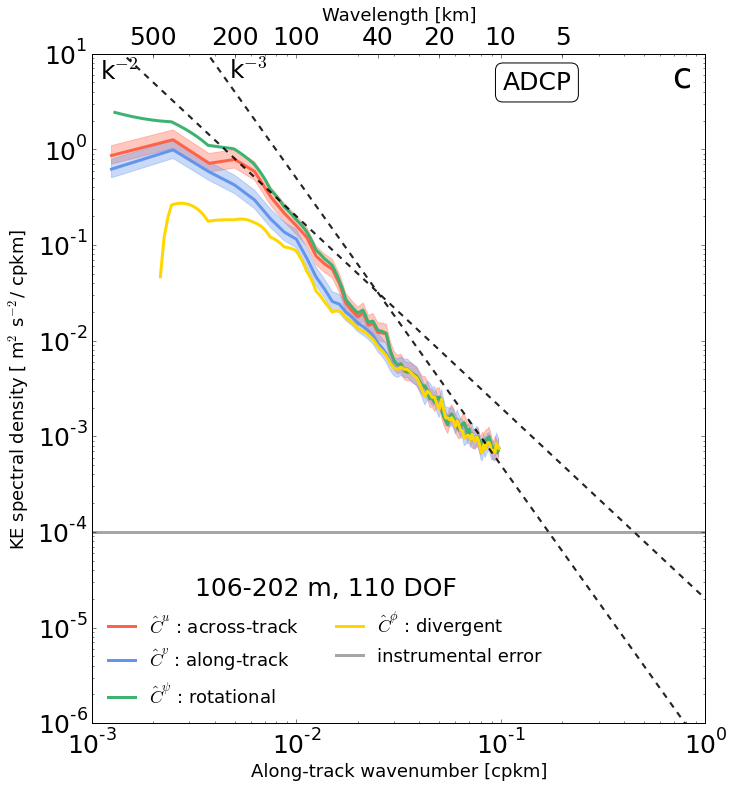 Wavelength [km]
500 200 100 40 20 10 5
10¹
k⁻² k⁻³ ADCP c
10⁰
10⁻¹
10⁻²
10⁻³
10⁻⁴
10⁻⁵
10⁻⁶
KE spectral density [ m² s⁻²/ cpkm]
106-202 m, 110 DOF
Ĉᵘ : across-track
Ĉᵛ : along-track
Ĉ^ψ : rotational
Ĉ^ϕ : divergent
instrumental error
10⁻³ 10⁻² 10⁻¹ 10⁰
Along-track wavenumber [cpkm]